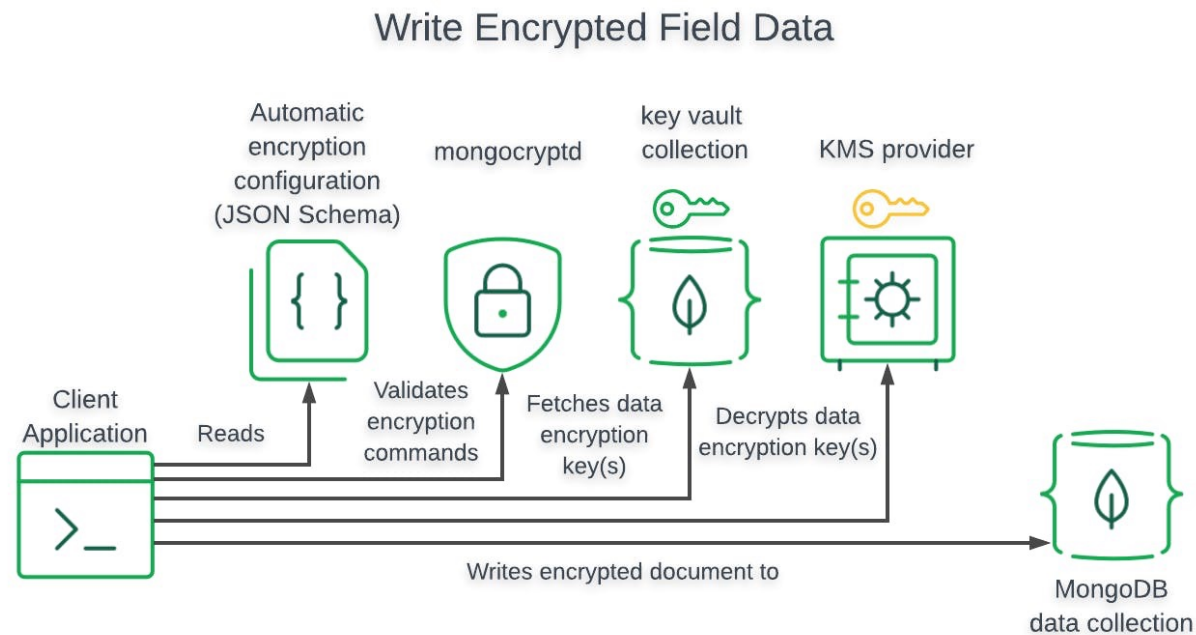 Write Encrypted Field Data
Automatic
encryption
configuration
(JSON Schema)
mongocryptd
key vault
collection
KMS provider
{ }
Client
Application
Reads
Validates
encryption
commands
Fetches data
encryption
key(s)
Decrypts data
encryption key(s)
>_
Writes encrypted document to
MongoDB
data collection